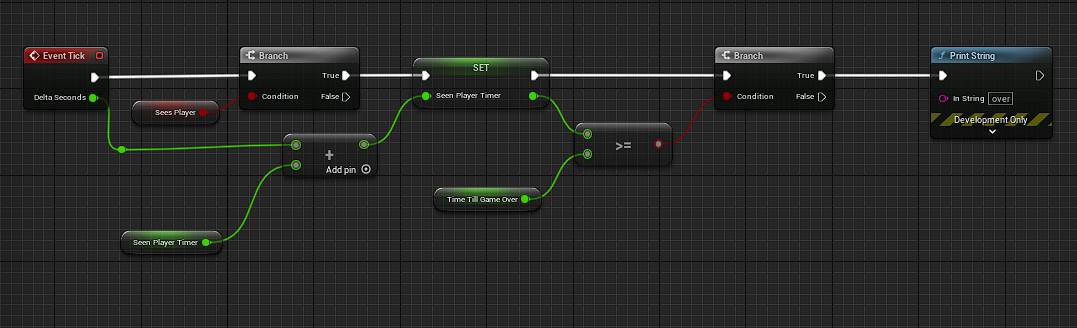 Event Tick
Delta Seconds
Sees Player
Branch
True
Condition
False
SET
Seen Player Timer
+
Add pin
Seen Player Timer
Time Till Game Over
>=
Branch
True
Condition
False
f Print String
In String over
Development Only